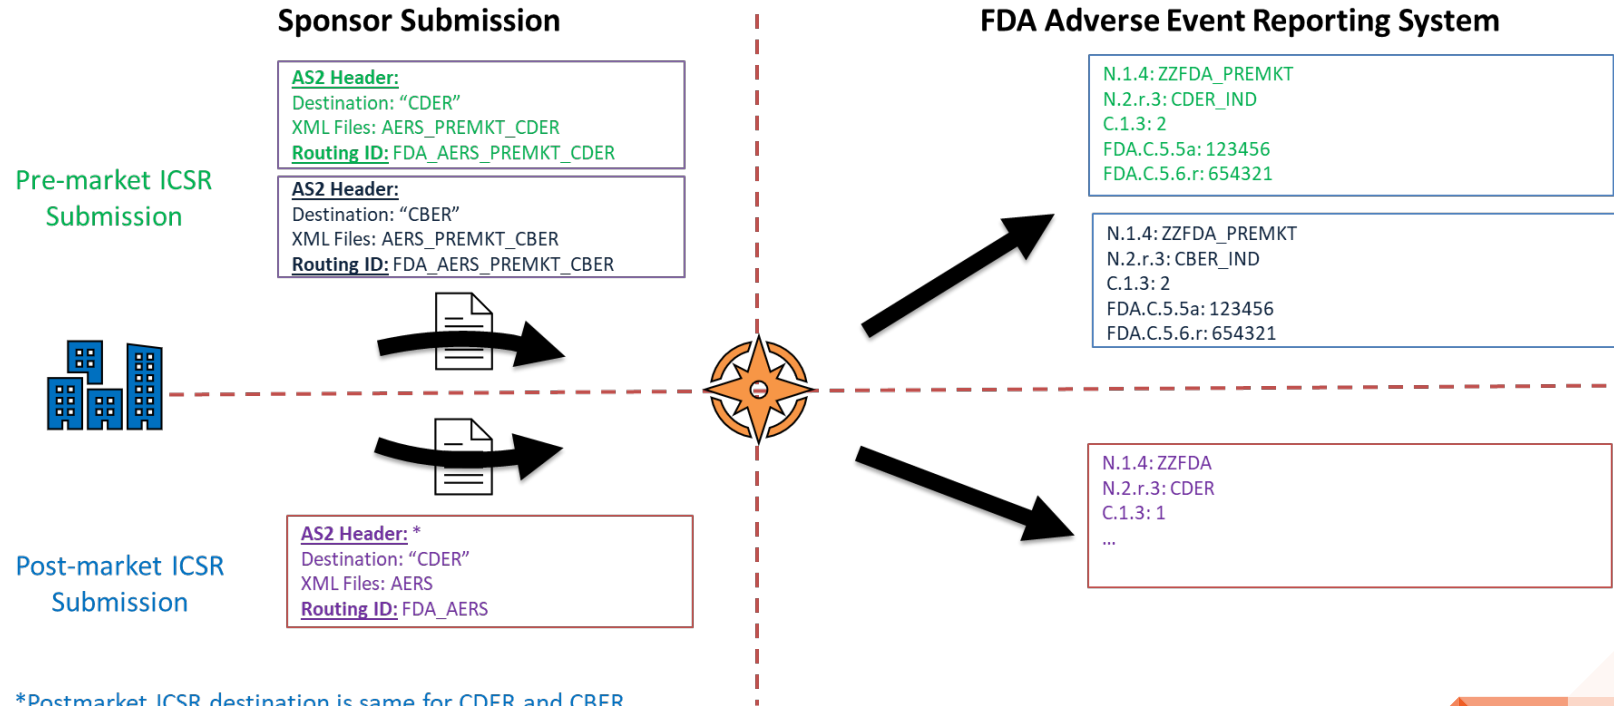 Sponsor Submission
FDA Adverse Event Reporting System
AS2 Header:
Destination: “CDER”
XML Files: AERS_PREMKT_CDER
Routing ID: FDA_AERS_PREMKT_CDER
Pre-market ICSR
Submission
AS2 Header:
Destination: “CBER”
XML Files: AERS_PREMKT_CBER
Routing ID: FDA_AERS_PREMKT_CBER
N.1.4: ZZFDA_PREMKT
N.2.r.3: CDER_IND
C.1.3: 2
FDA.C.5.5a: 123456
FDA.C.5.6.r: 654321
N.1.4: ZZFDA_PREMKT
N.2.r.3: CBER_IND
C.1.3: 2
FDA.C.5.5a: 123456
FDA.C.5.6.r: 654321
Post-market ICSR
Submission
AS2 Header: *
Destination: “CDER”
XML Files: AERS
Routing ID: FDA_AERS
N.1.4: ZZFDA
N.2.r.3: CDER
C.1.3: 1
...
*Postmarket ICSR destination is same for CDER and CBER